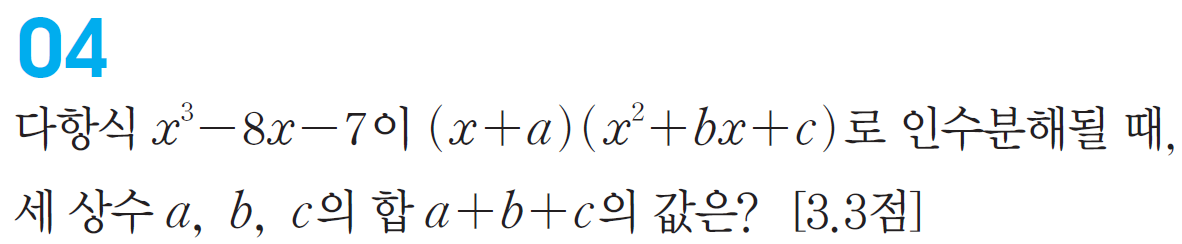 04
다항식 x³−8x−7이 (x+a)(x²+bx+c)로 인수분해될 때,
세 상수 a, b, c의 합 a+b+c의 값은? [3.3점]